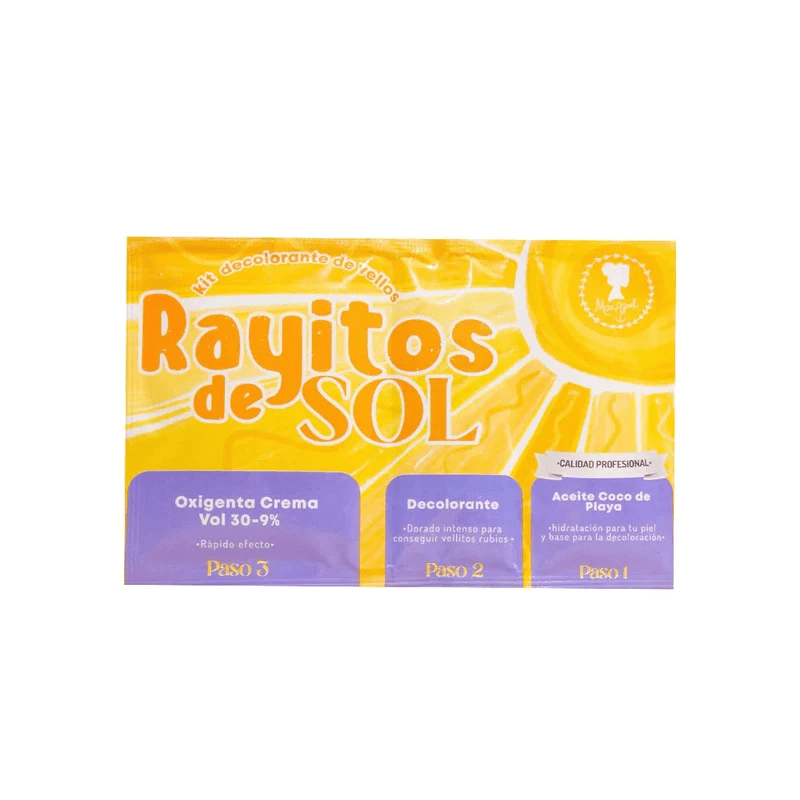 kit decolorante de vellos
Rayitos
de SOL
•CALIDAD PROFESIONAL•
Oxigenta Crema
Vol 30-9%
•Rápido efecto•
Paso 3
Decolorante
•Dorado intenso para
conseguir vellitos rubios•
Paso 2
Aceite Coco de
Playa
•hidratación para tu piel
y base para la decoloración•
Paso 1